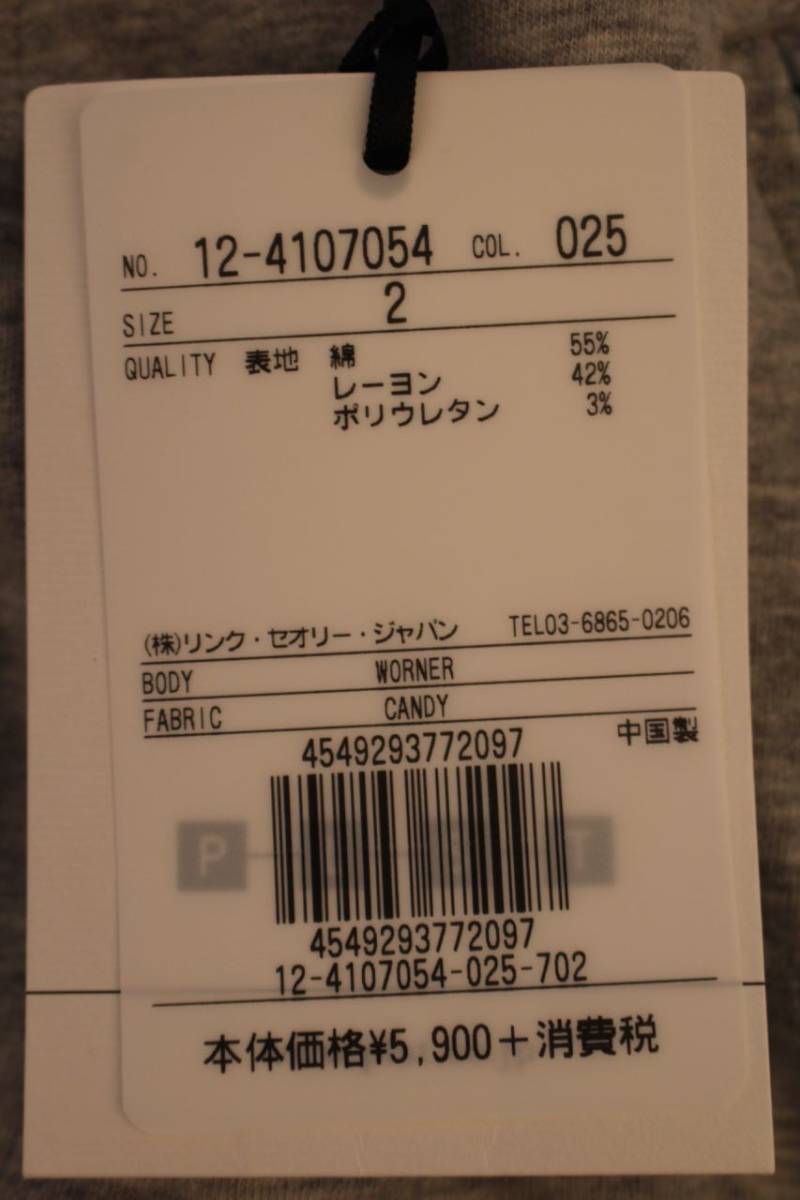 NO. 12-4107054 COL. 025
SIZE 2
QUALITY 表地 綿 55%
レーヨン 42%
ポリウレタン 3%
(株)リンク・セオリー・ジャパン TEL03-6865-0206
BODY WORNER
FABRIC CANDY
中国製
4549293772097
P T
4549293772097
12-4107054-025-702
本体価格¥5,900+消費税